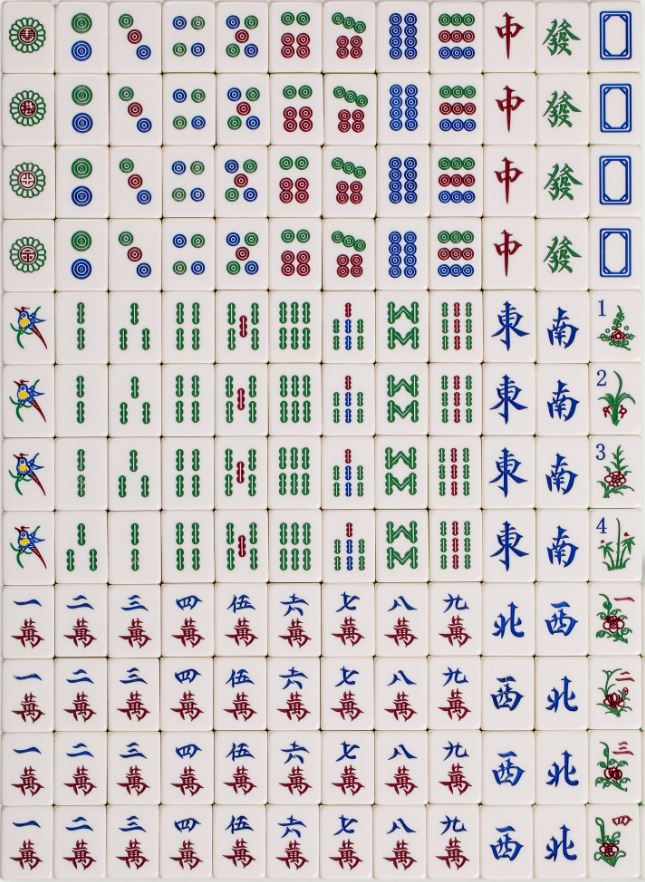 中 發
中 發
中 發
中 發
東 南 1
東 南 2
東 南 3
東 南 4
一 二 三 四 伍 六 七 八 九 北 西 一
萬 萬 萬 萬 萬 萬 萬 萬 萬
一 二 三 四 伍 六 七 八 九 西 北 二
萬 萬 萬 萬 萬 萬 萬 萬 萬
一 二 三 四 伍 六 七 八 九 西 北 三
萬 萬 萬 萬 萬 萬 萬 萬 萬
一 二 三 四 伍 六 七 八 九 西 北 四
萬 萬 萬 萬 萬 萬 萬 萬 萬